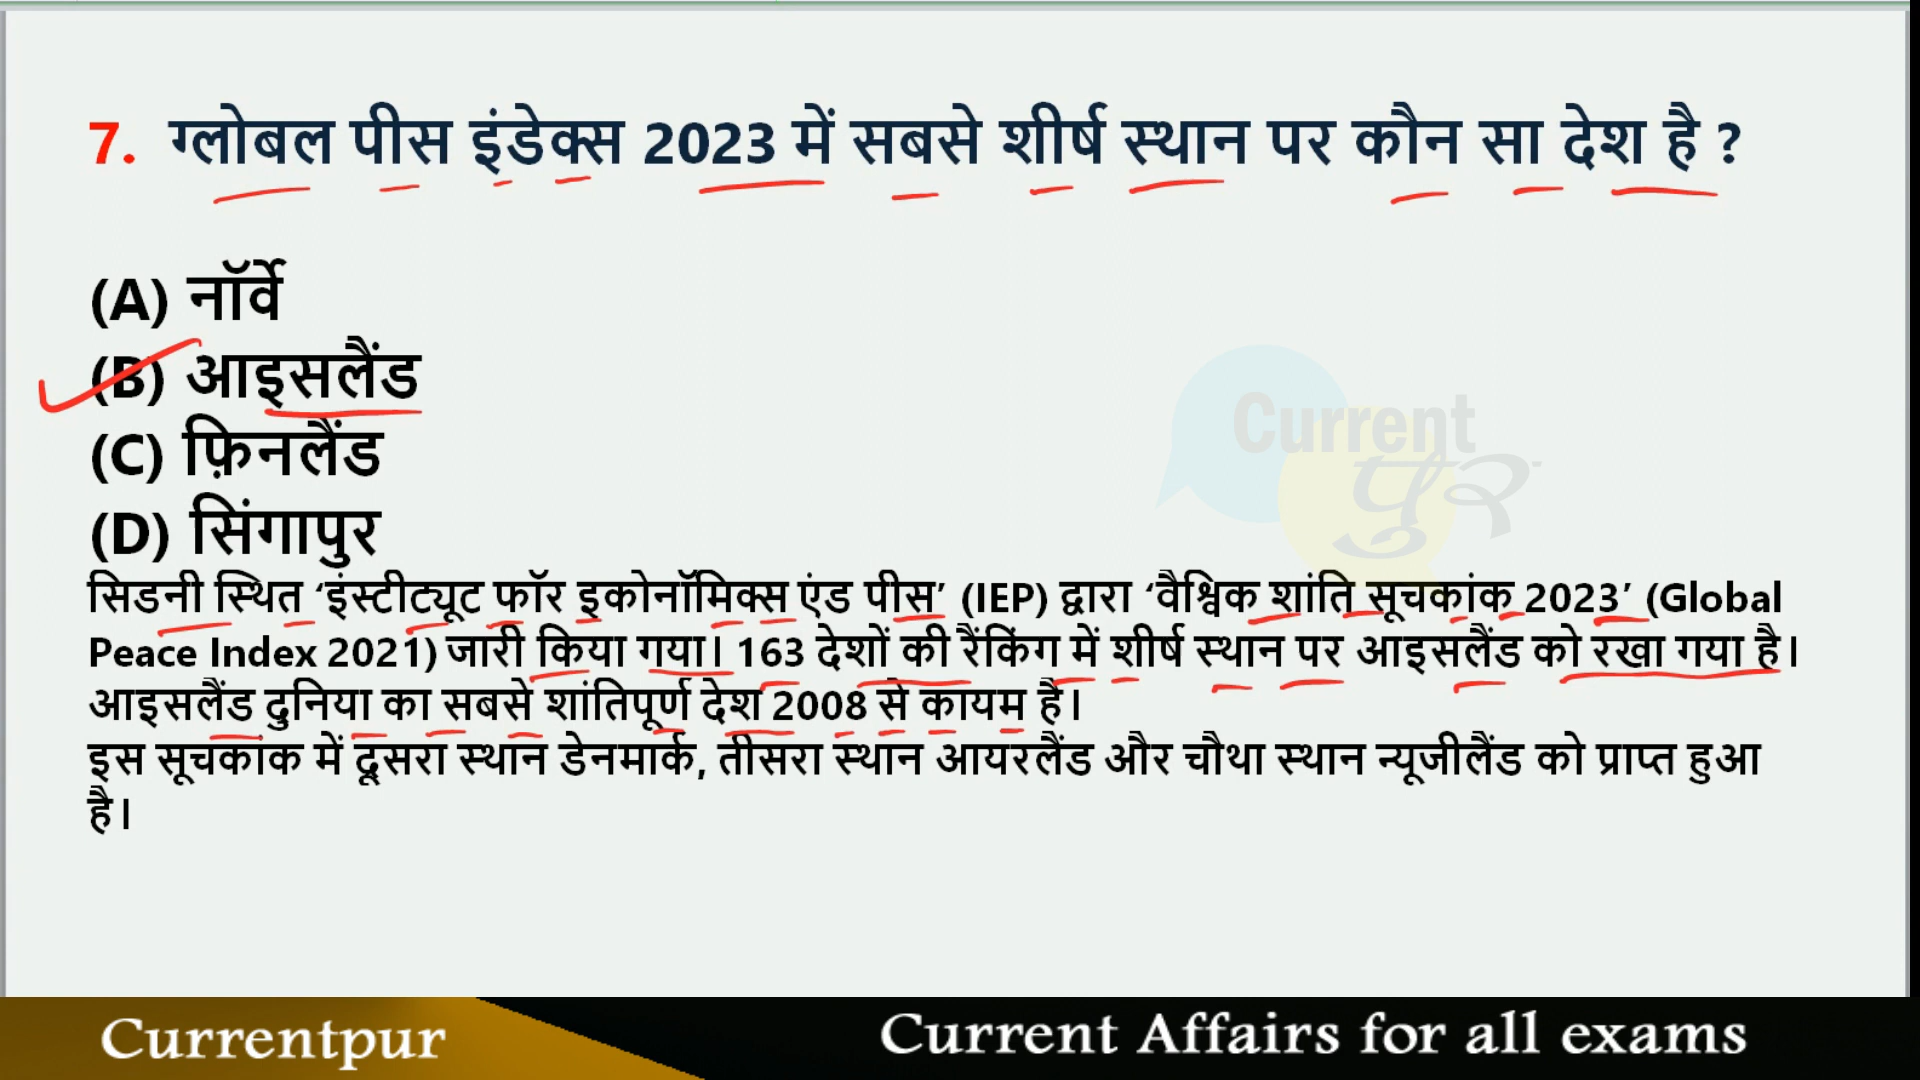 7. ग्लोबल पीस इंडेक्स 2023 में सबसे शीर्ष स्थान पर कौन सा देश है ?
(A) नॉर्वे
(B) आइसलैंड
(C) फ़िनलैंड
(D) सिंगापुर
Current
पुर
सिडनी स्थित ‘इंस्टीट्यूट फॉर इकोनॉमिक्स एंड पीस’ (IEP) द्वारा ‘वैश्विक शांति सूचकांक 2023’ (Global
Peace Index 2021) जारी किया गया। 163 देशों की रैंकिंग में शीर्ष स्थान पर आइसलैंड को रखा गया है।
आइसलैंड दुनिया का सबसे शांतिपूर्ण देश 2008 से कायम है।
इस सूचकांक में दूसरा स्थान डेनमार्क, तीसरा स्थान आयरलैंड और चौथा स्थान न्यूजीलैंड को प्राप्त हुआ
है।
Currentpur
Current Affairs for all exams